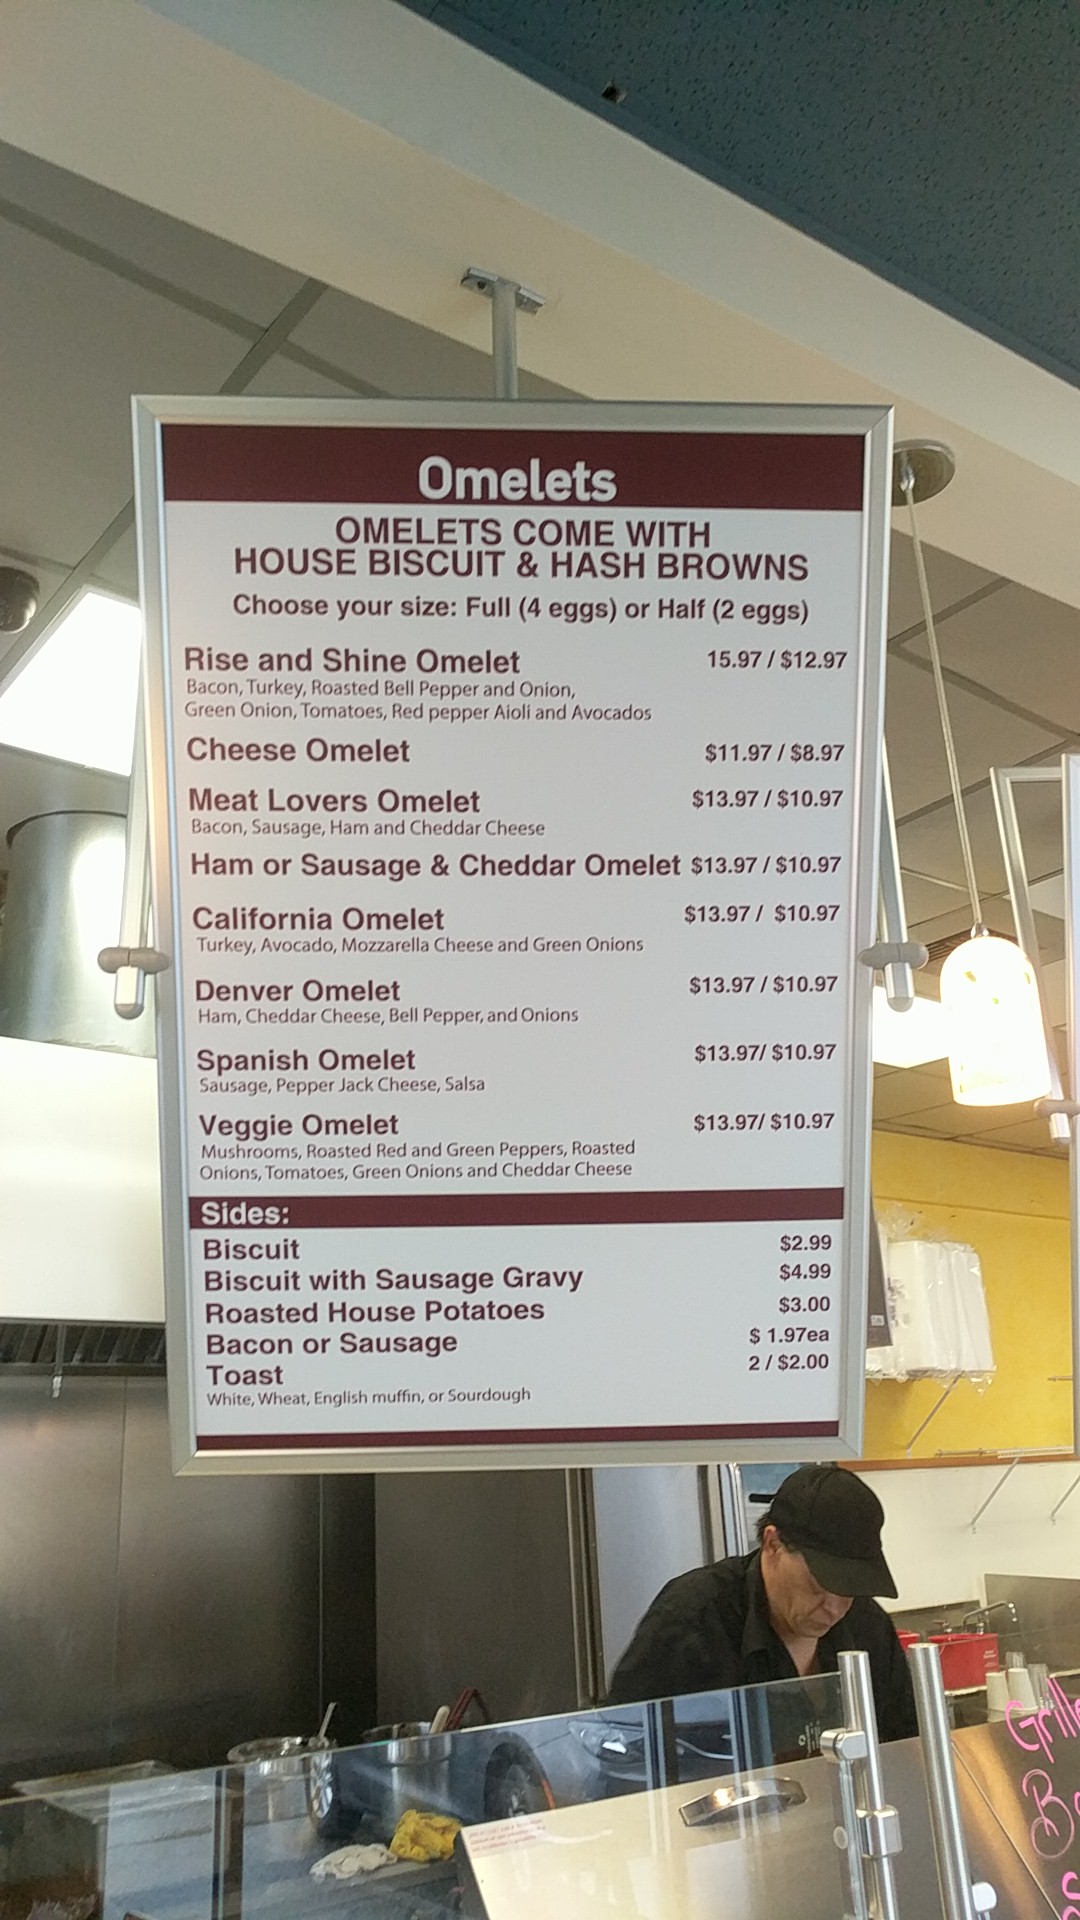 Omelets
OMELETS COME WITH
HOUSE BISCUIT & HASH BROWNS
Choose your size: Full (4 eggs) or Half (2 eggs)
Rise and Shine Omelet 15.97 / $12.97
Bacon, Turkey, Roasted Bell Pepper and Onion,
Green Onion, Tomatoes, Red pepper Aioli and Avocados
Cheese Omelet $11.97 / $8.97
Meat Lovers Omelet $13.97 / $10.97
Bacon, Sausage, Ham and Cheddar Cheese
Ham or Sausage & Cheddar Omelet $13.97 / $10.97
California Omelet $13.97 / $10.97
Turkey, Avocado, Mozzarella Cheese and Green Onions
Denver Omelet $13.97 / $10.97
Ham, Cheddar Cheese, Bell Pepper, and Onions
Spanish Omelet $13.97/ $10.97
Sausage, Pepper Jack Cheese, Salsa
Veggie Omelet $13.97/ $10.97
Mushrooms, Roasted Red and Green Peppers, Roasted
Onions, Tomatoes, Green Onions and Cheddar Cheese
Sides:
Biscuit $2.99
Biscuit with Sausage Gravy $4.99
Roasted House Potatoes $3.00
Bacon or Sausage $ 1.97ea
Toast 2 / $2.00
White, Wheat, English muffin, or Sourdough